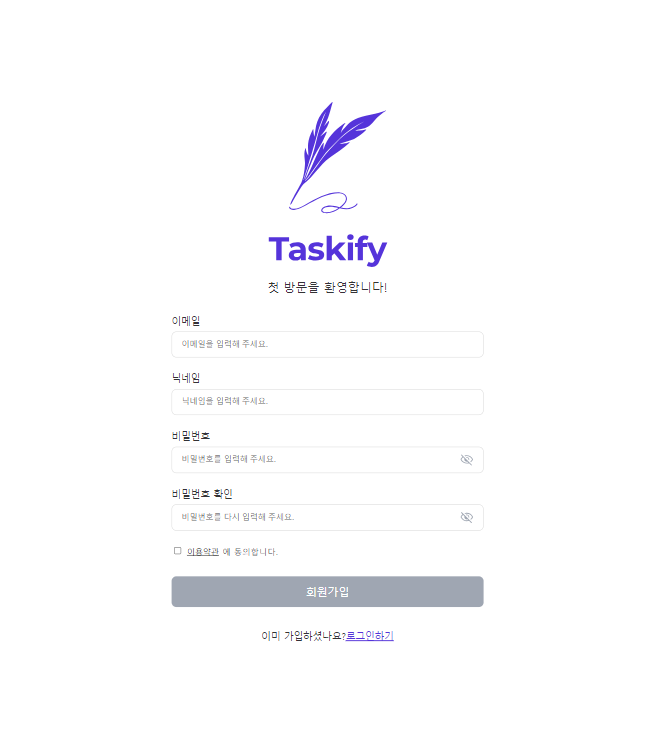 Taskify
첫 방문을 환영합니다!
이메일
이메일을 입력해 주세요.
닉네임
닉네임을 입력해 주세요.
비밀번호
비밀번호를 입력해 주세요.
비밀번호 확인
비밀번호를 다시 입력해 주세요.
이용약관 에 동의합니다.
회원가입
이미 가입하셨나요?로그인하기